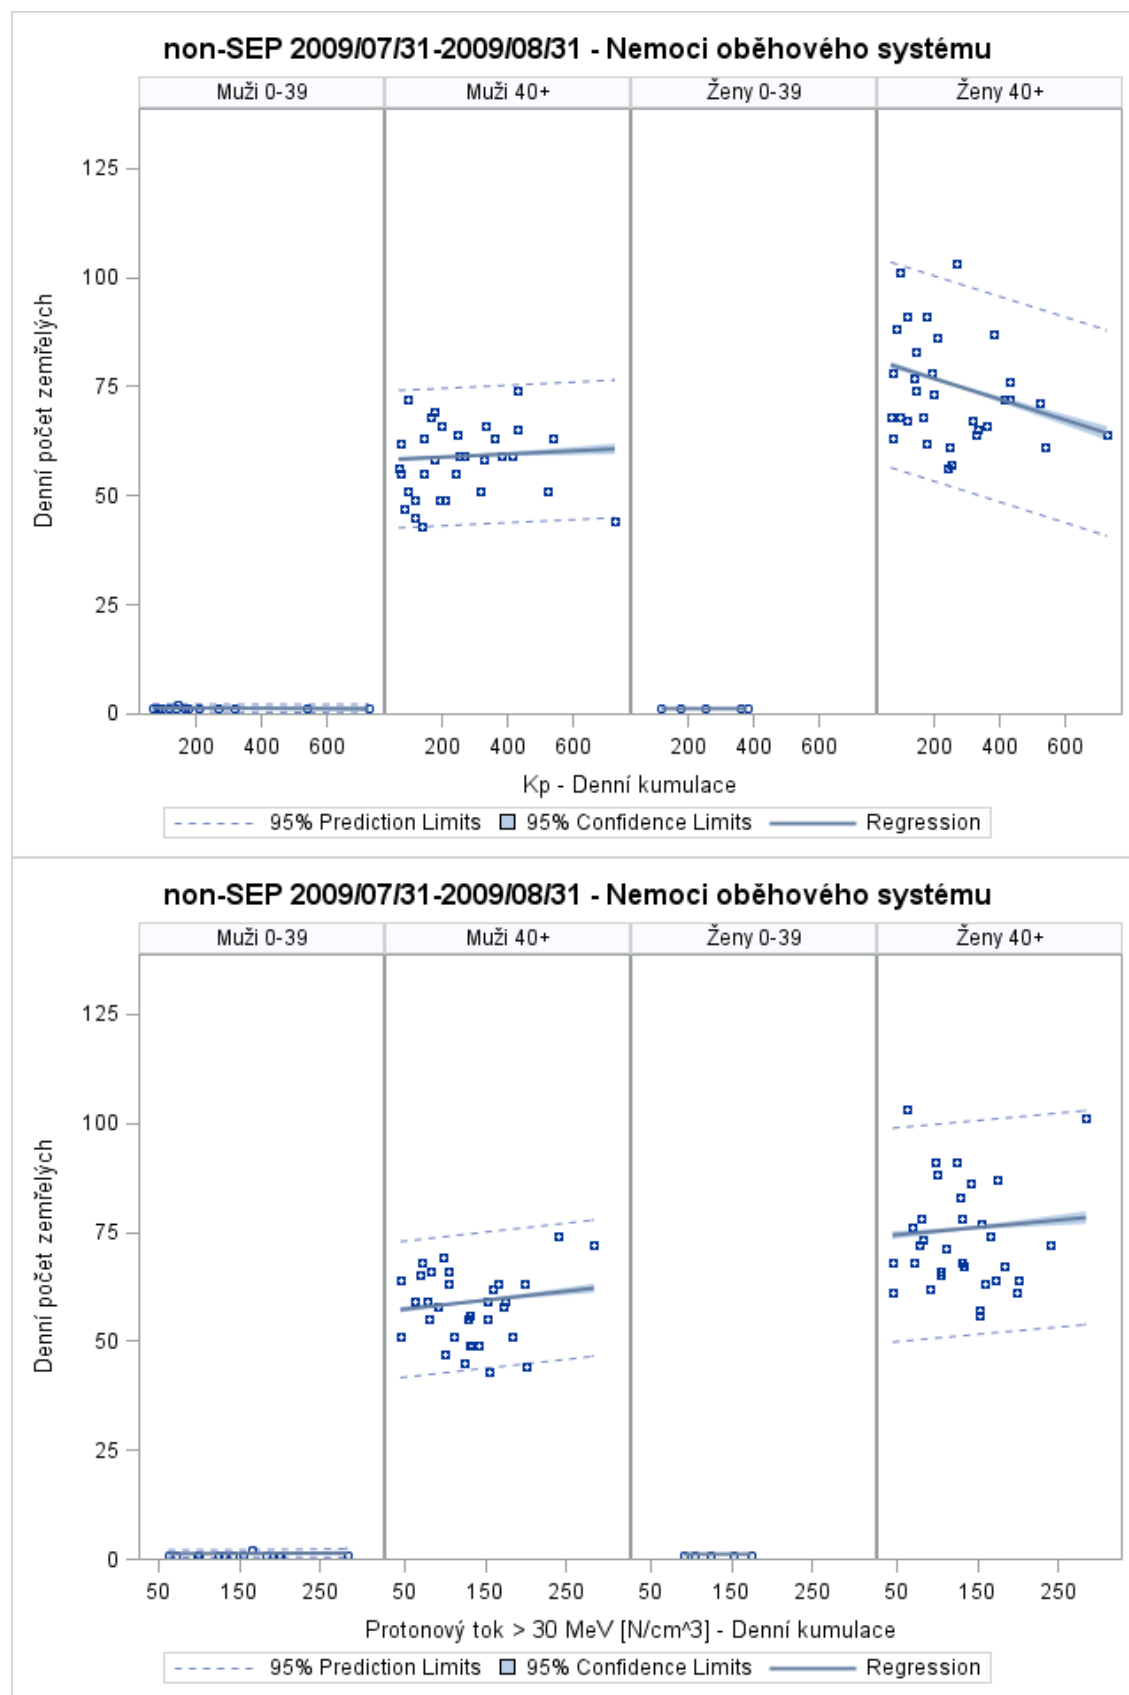 non-SEP 2009/07/31-2009/08/31 - Nemoci oběhového systému
Muži 0-39 Muži 40+ Ženy 0-39 Ženy 40+
125
100
75
50
25
0
Denní počet zemřelých
200 400 600 200 400 600 200 400 600 200 400 600
Kp - Denní kumulace
95% Prediction Limits 95% Confidence Limits Regression
non-SEP 2009/07/31-2009/08/31 - Nemoci oběhového systému
Muži 0-39 Muži 40+ Ženy 0-39 Ženy 40+
125
100
75
50
25
0
Denní počet zemřelých
50 150 250 50 150 250 50 150 250 50 150 250
Protonový tok > 30 MeV [N/cm^3] - Denní kumulace
95% Prediction Limits 95% Confidence Limits Regression